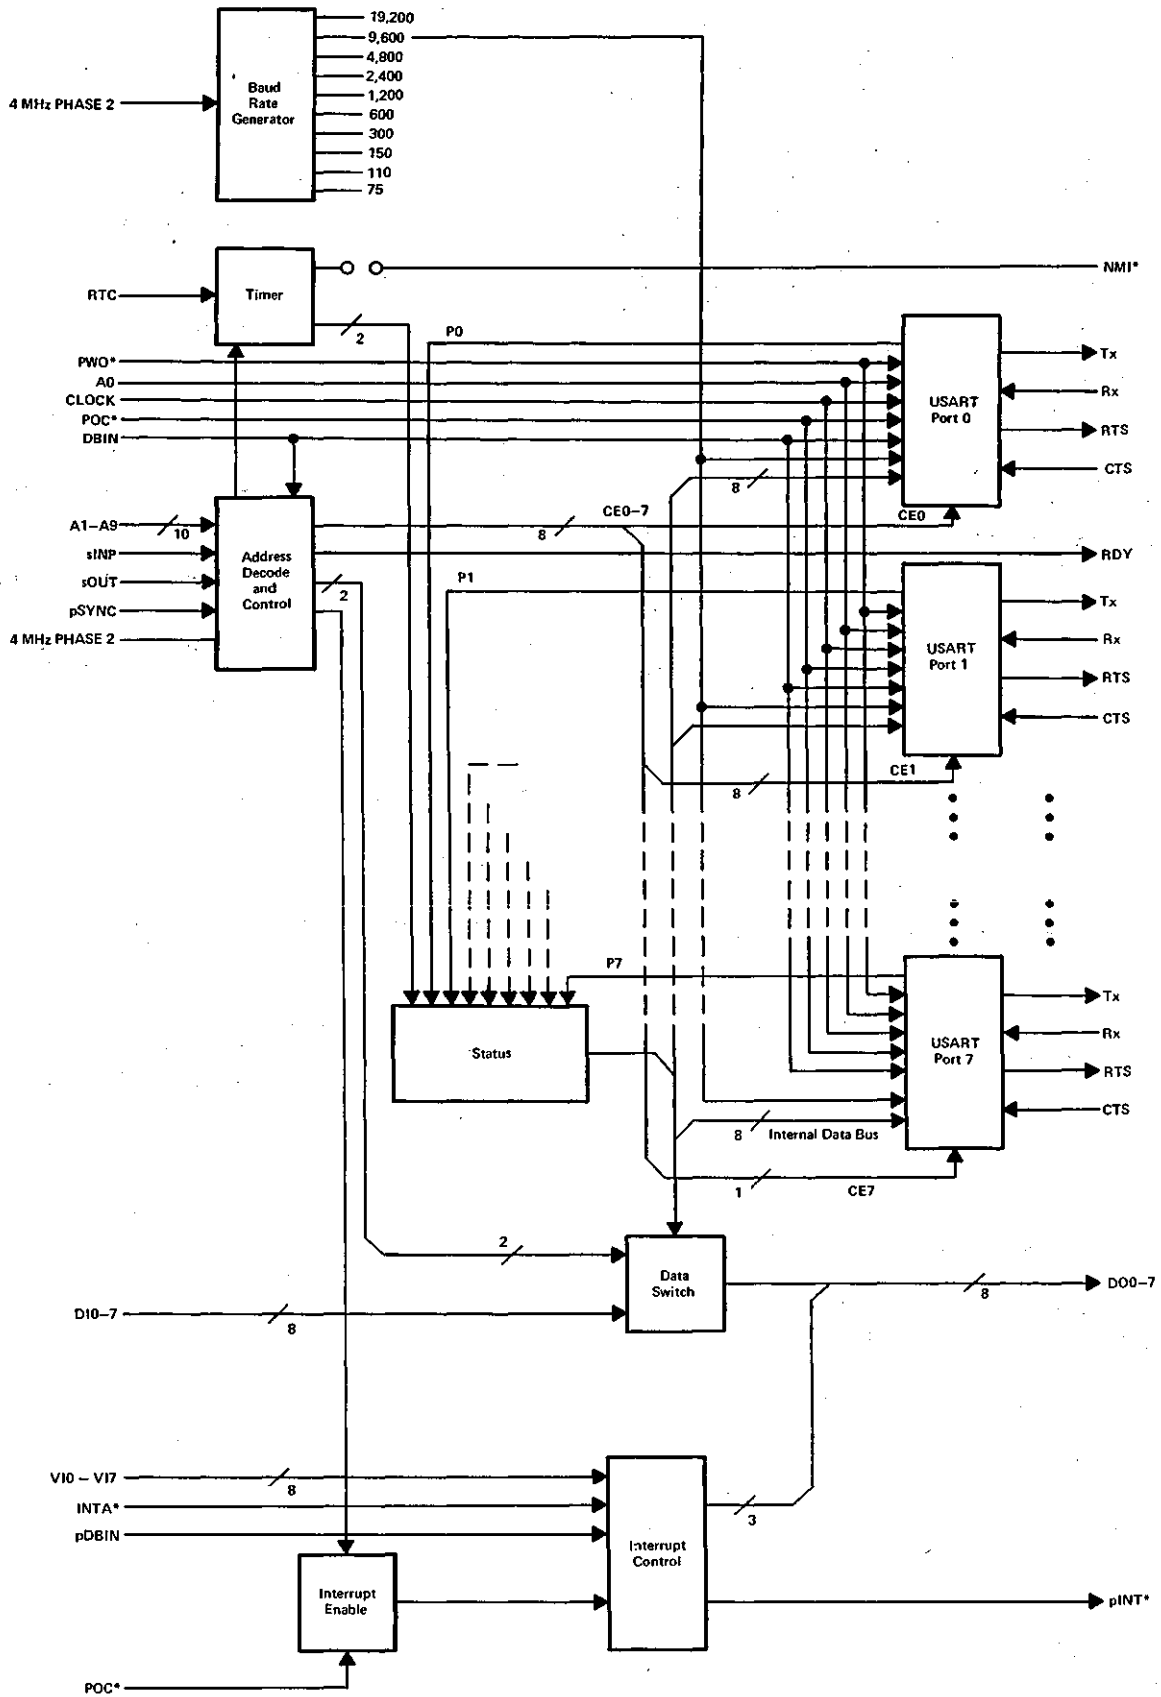 19,200
9,600
4,800
2,400
1,200
600
300
150
110
75
4 MHz PHASE 2
Baud
Rate
Generator
RTC
Timer
2
NMI*
PWO*
A0
CLOCK
POC*
DBIN
P0
8
USART
Port 0
Tx
Rx
RTS
CTS
CE0
A1–A9
10
sINP
sOUT
pSYNC
4 MHz PHASE 2
Address
Decode
and
Control
8
CE0–7
2
RDY
P1
USART
Port 1
Tx
Rx
RTS
CTS
8
CE1
P7
Status
USART
Port 7
Tx
Rx
RTS
CTS
8
Internal Data Bus
1
CE7
2
DI0–7
8
Data
Switch
8
DO0–7
VI0 – VI7
8
INTA*
pDBIN
Interrupt
Control
3
Interrupt
Enable
pINT*
POC*